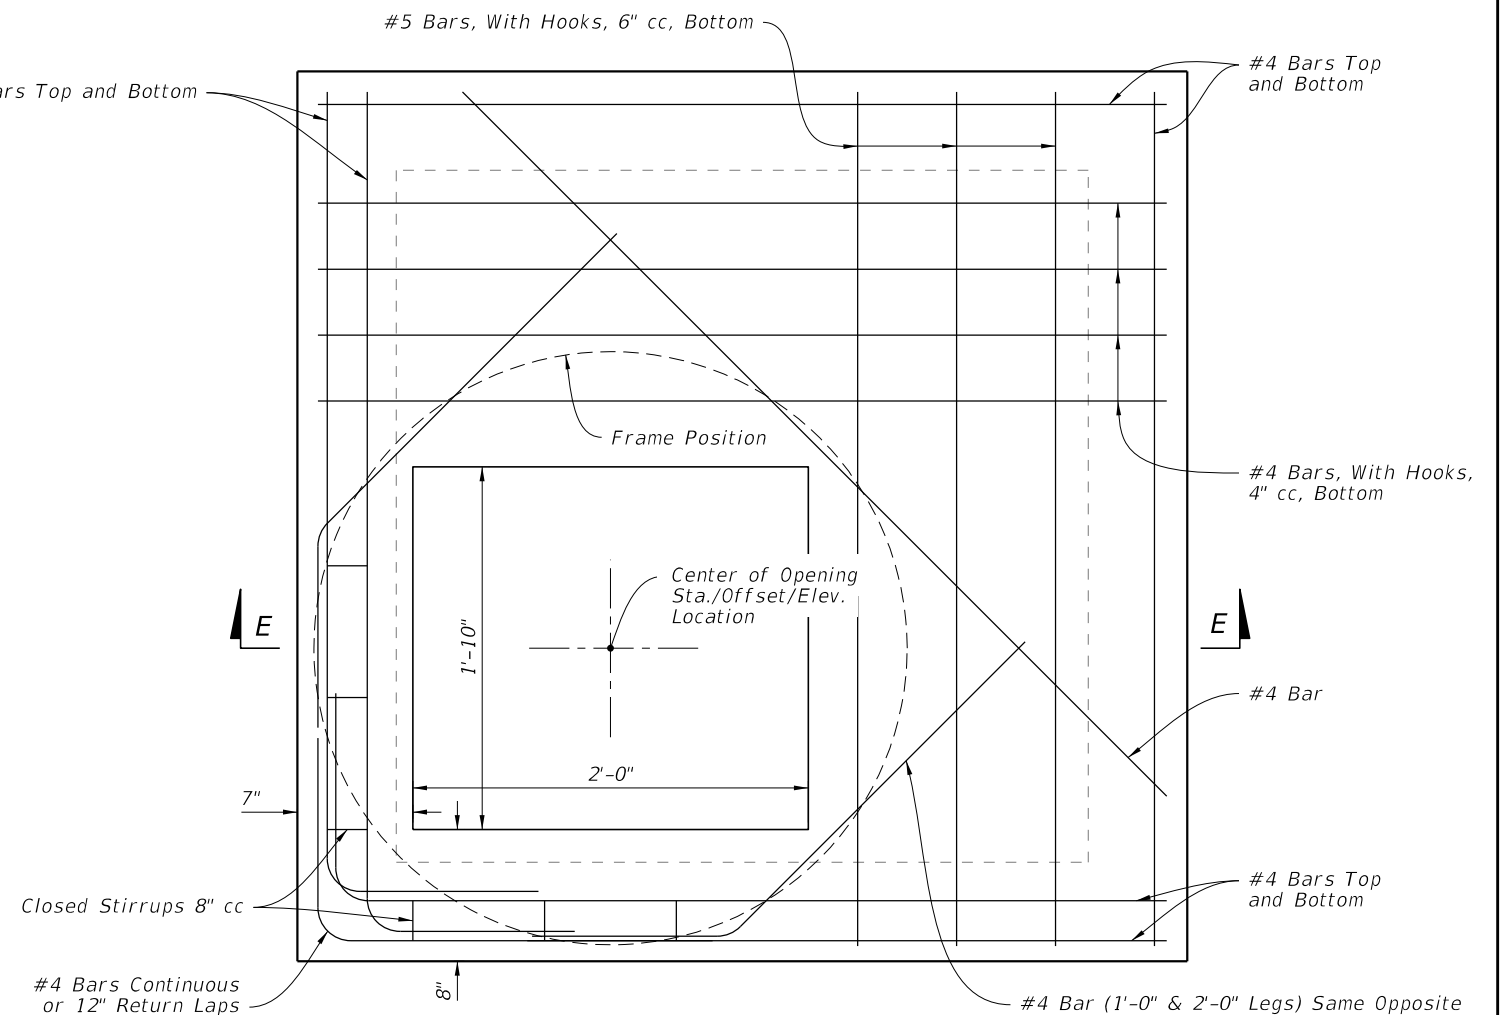 #5 Bars, With Hooks, 6" cc, Bottom
#4 Bars Top
and Bottom
Top and Bottom
Frame Position
#4 Bars, With Hooks,
4" cc, Bottom
Center of Opening
Sta./Offset/Elev.
Location
E
E
1'-10"
#4 Bar
2'-0"
7"
#4 Bars Top
and Bottom
Closed Stirrups 8" cc
#4 Bars Continuous
or 12" Return Laps
8"
#4 Bar (1'-0" & 2'-0" Legs) Same Opposite